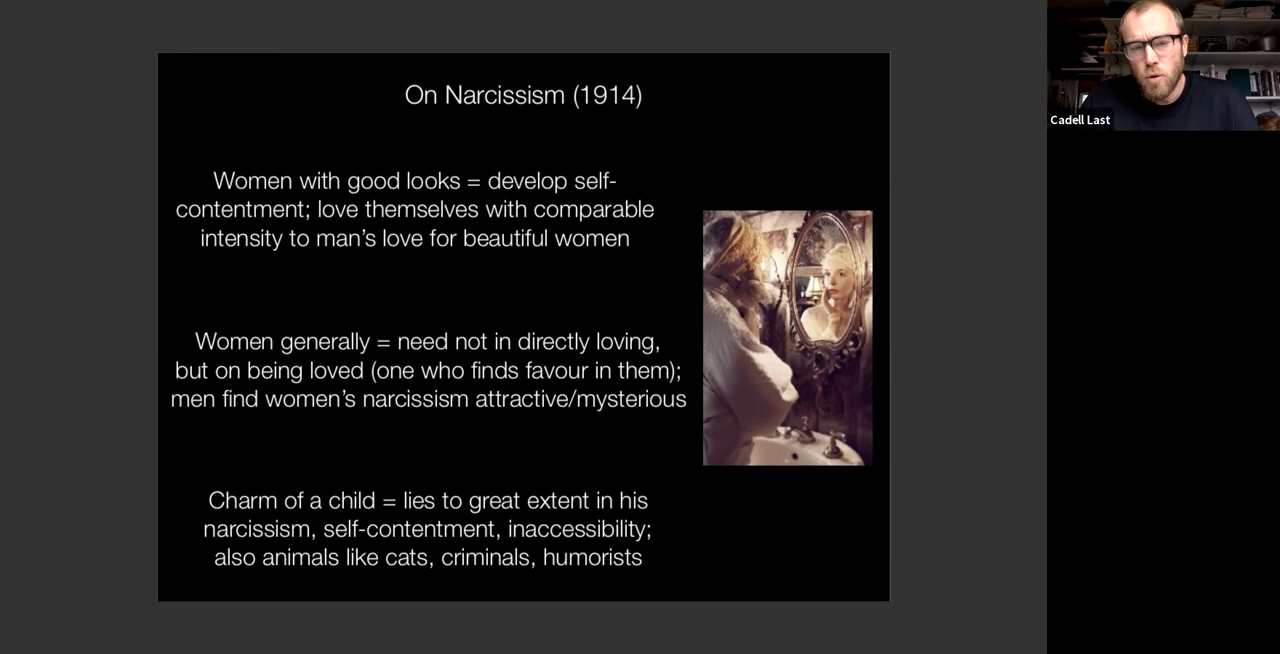 On Narcissism (1914)
Women with good looks = develop self-
contentment; love themselves with comparable
intensity to man's love for beautiful women
Women generally = need not in directly loving,
but on being loved (one who finds favour in them);
men find women's narcissism attractive/mysterious
Charm of a child = lies to great extent in his
narcissism, self-contentment, inaccessibility;
also animals like cats, criminals, humorists
Cadell Last